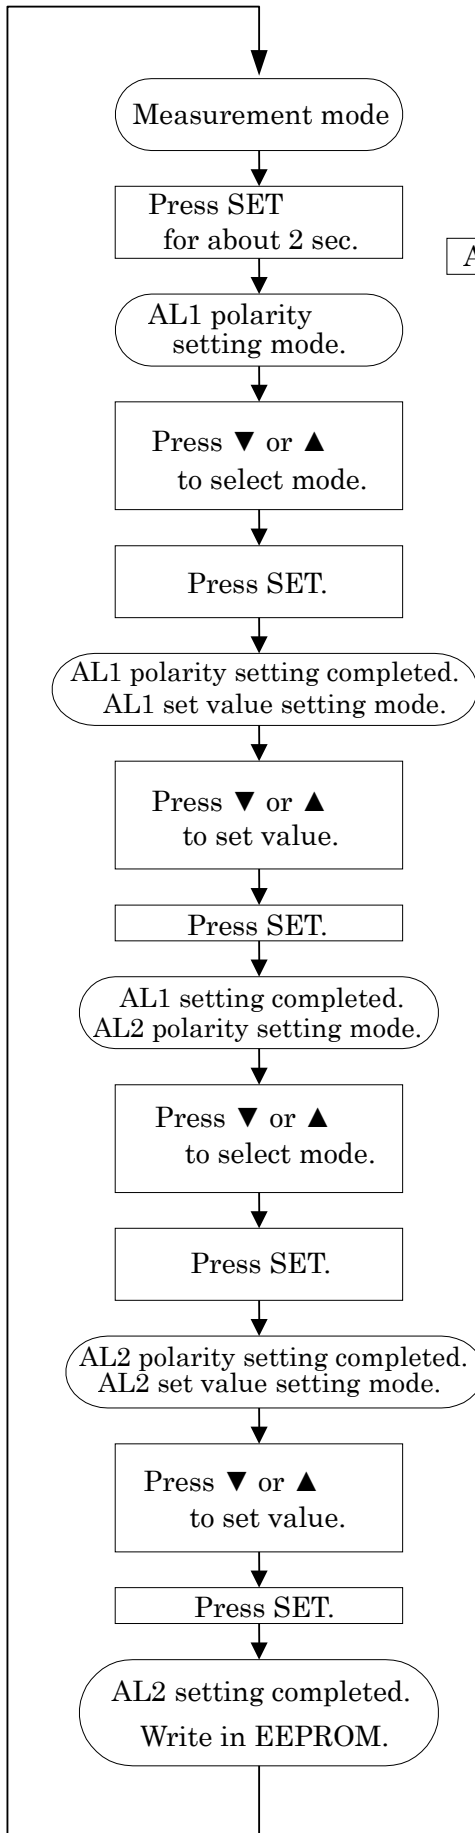 Measurement mode
Press SET
for about 2 sec.
A
AL1 polarity
setting mode.
Press ▼ or ▲
to select mode.
Press SET.
AL1 polarity setting completed.
AL1 set value setting mode.
Press ▼ or ▲
to set value.
Press SET.
AL1 setting completed.
AL2 polarity setting mode.
Press ▼ or ▲
to select mode.
Press SET.
AL2 polarity setting completed.
AL2 set value setting mode.
Press ▼ or ▲
to set value.
Press SET.
AL2 setting completed.
Write in EEPROM.